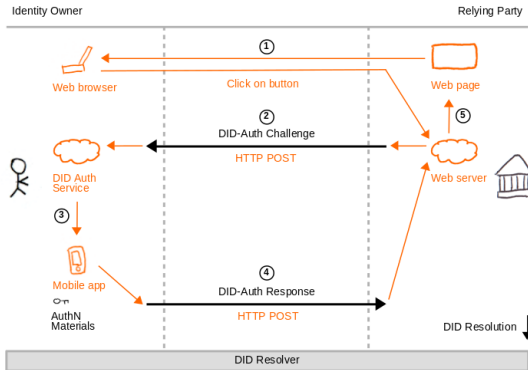 Identity Owner
Relying Party
1
Web browser
Click on button
Web page
2
5
DID-Auth Challenge
HTTP POST
DID Auth
Service
Web server
3
4
Mobile app
DID-Auth Response
AuthN
Materials
HTTP POST
DID Resolution
DID Resolver